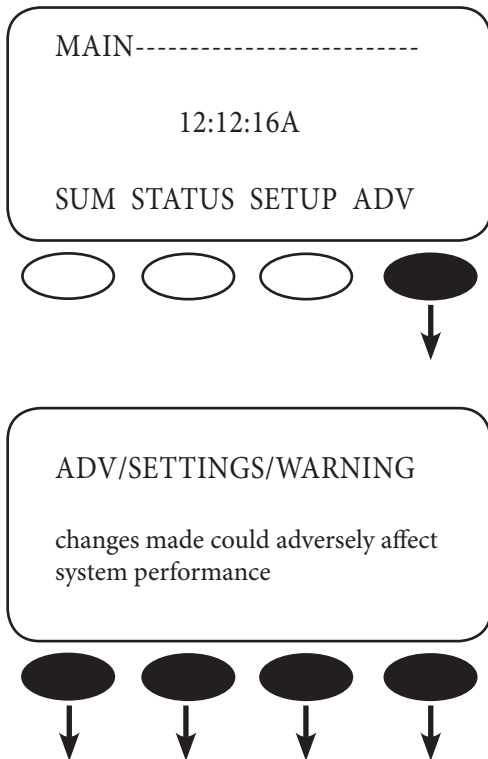 MAIN--------------------------
12:12:16A
SUM STATUS SETUP ADV
ADV/SETTINGS/WARNING
changes made could adversely affect
system performance